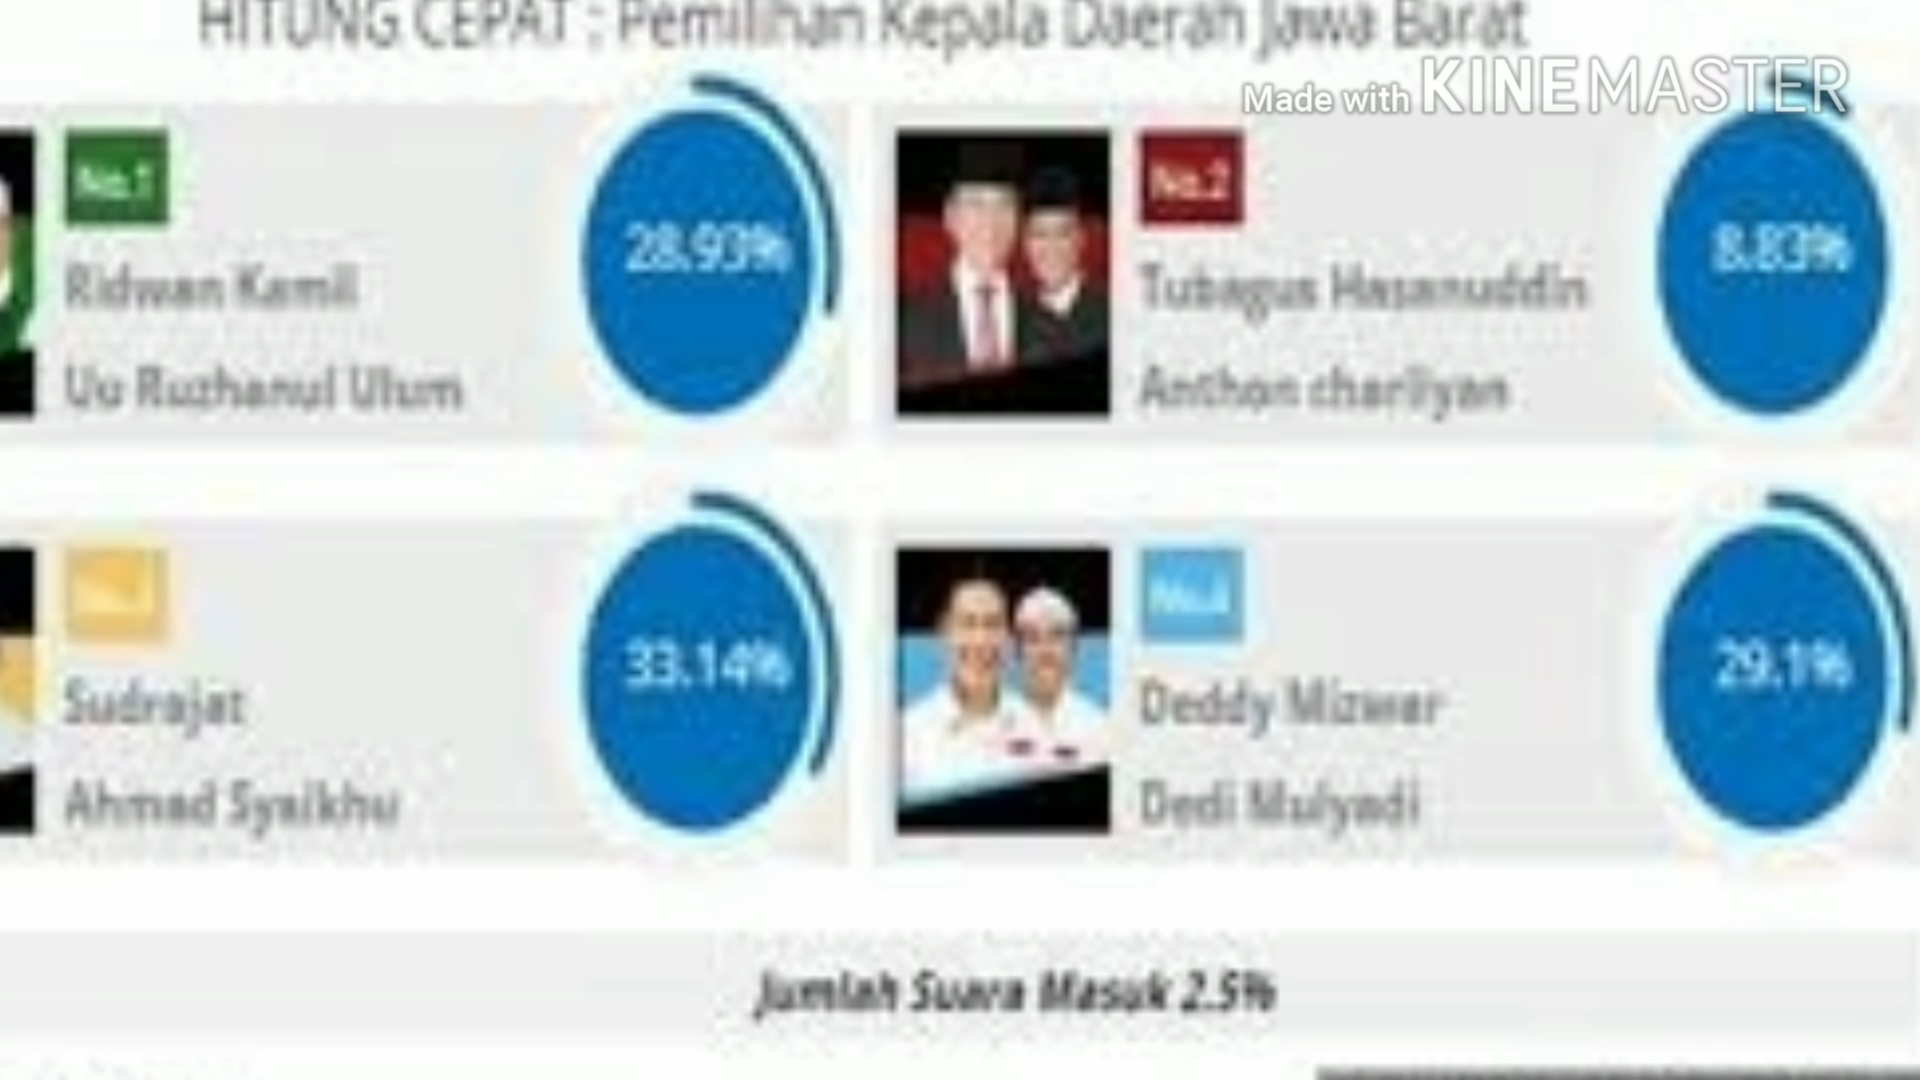 HITUNG CEPAT : Pemilihan Kepala Daerah Jawa Barat
Made with KINEMASTER
No.1
28.93%
Ridwan Kamil
Uu Ruzhanul Ulum
No.2
8.83%
Tubagus Hasanuddin
Anthon charliyan
33.14%
Sudrajat
Ahmad Syaikhu
No.4
29.1%
Deddy Mizwar
Dedi Mulyadi
Jumlah Suara Masuk 2.5%